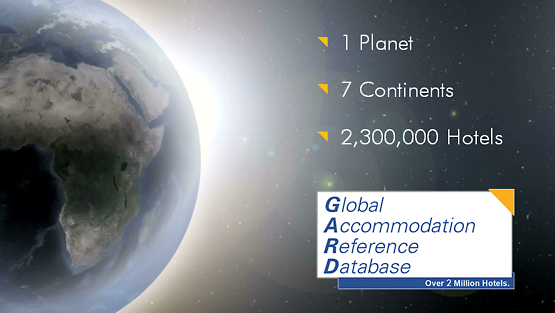 1 Planet
7 Continents
2,300,000 Hotels
Global
Accommodation
Reference
Database
Over 2 Million Hotels.